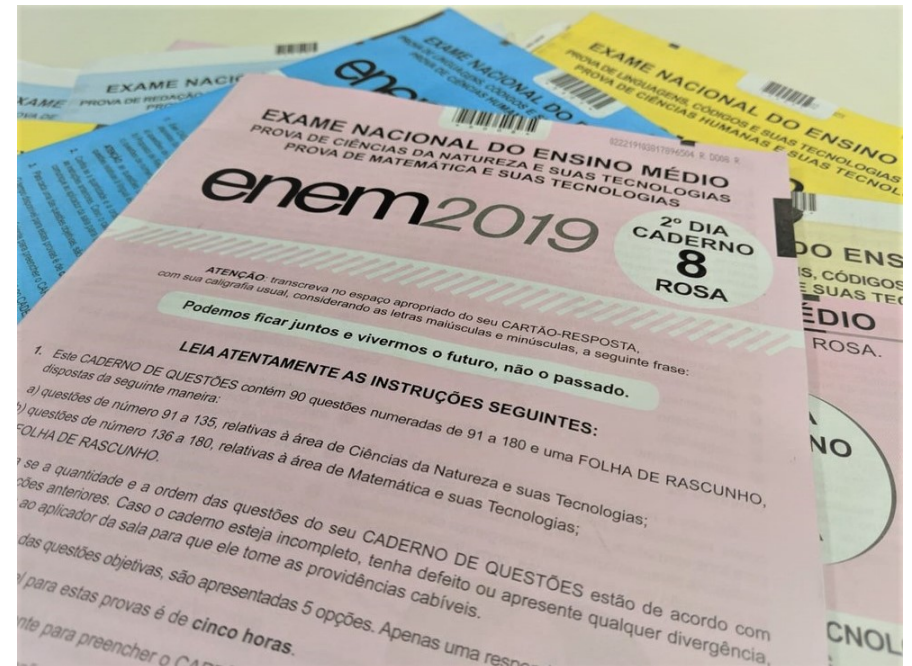 EXAME NACIONAL DO ENSINO MÉDIO
PROVA DE CIÊNCIAS DA NATUREZA E SUAS TECNOLOGIAS
PROVA DE MATEMÁTICA E SUAS TECNOLOGIAS
enem2019
2º DIA
CADERNO
8
ROSA
ATENÇÃO: transcreva no espaço apropriado do seu CARTÃO-RESPOSTA,
com sua caligrafia usual, considerando as letras maiúsculas e minúsculas, a seguinte frase:
Podemos ficar juntos e vivermos o futuro, não o passado.
LEIA ATENTAMENTE AS INSTRUÇÕES SEGUINTES:
1. Este CADERNO DE QUESTÕES contém 90 questões numeradas de 91 a 180 e uma FOLHA DE RASCUNHO,
dispostas da seguinte maneira:
a) questões de número 91 a 135, relativas à área de Ciências da Natureza e suas Tecnologias;
b) questões de número 136 a 180, relativas à área de Matemática e suas Tecnologias;
FOLHA DE RASCUNHO.
se a quantidade e a ordem das questões do seu CADERNO DE QUESTÕES estão de acordo com
anteriores. Caso o caderno esteja incompleto, tenha defeito ou apresente qualquer divergência,
ao aplicador da sala para que ele tome as providências cabíveis.
das questões objetivas, são apresentadas 5 opções. Apenas uma
para estas provas é de cinco horas.
para preencher o
EXAME NACIONAL DO
PROVA DE LINGUAGENS, CÓDIGOS
PROVA DE CIÊNCIAS
EXAME NACIONAL DO ENSINO
PROVA DE LINGUAGENS, CÓDIGOS E SUAS TECNOLOGIAS
PROVA DE CIÊNCIAS HUMANAS E SUAS
EXAME
PROVA DE REDAÇÃO
DO
CÓDIGOS
E SUAS
ROSA.